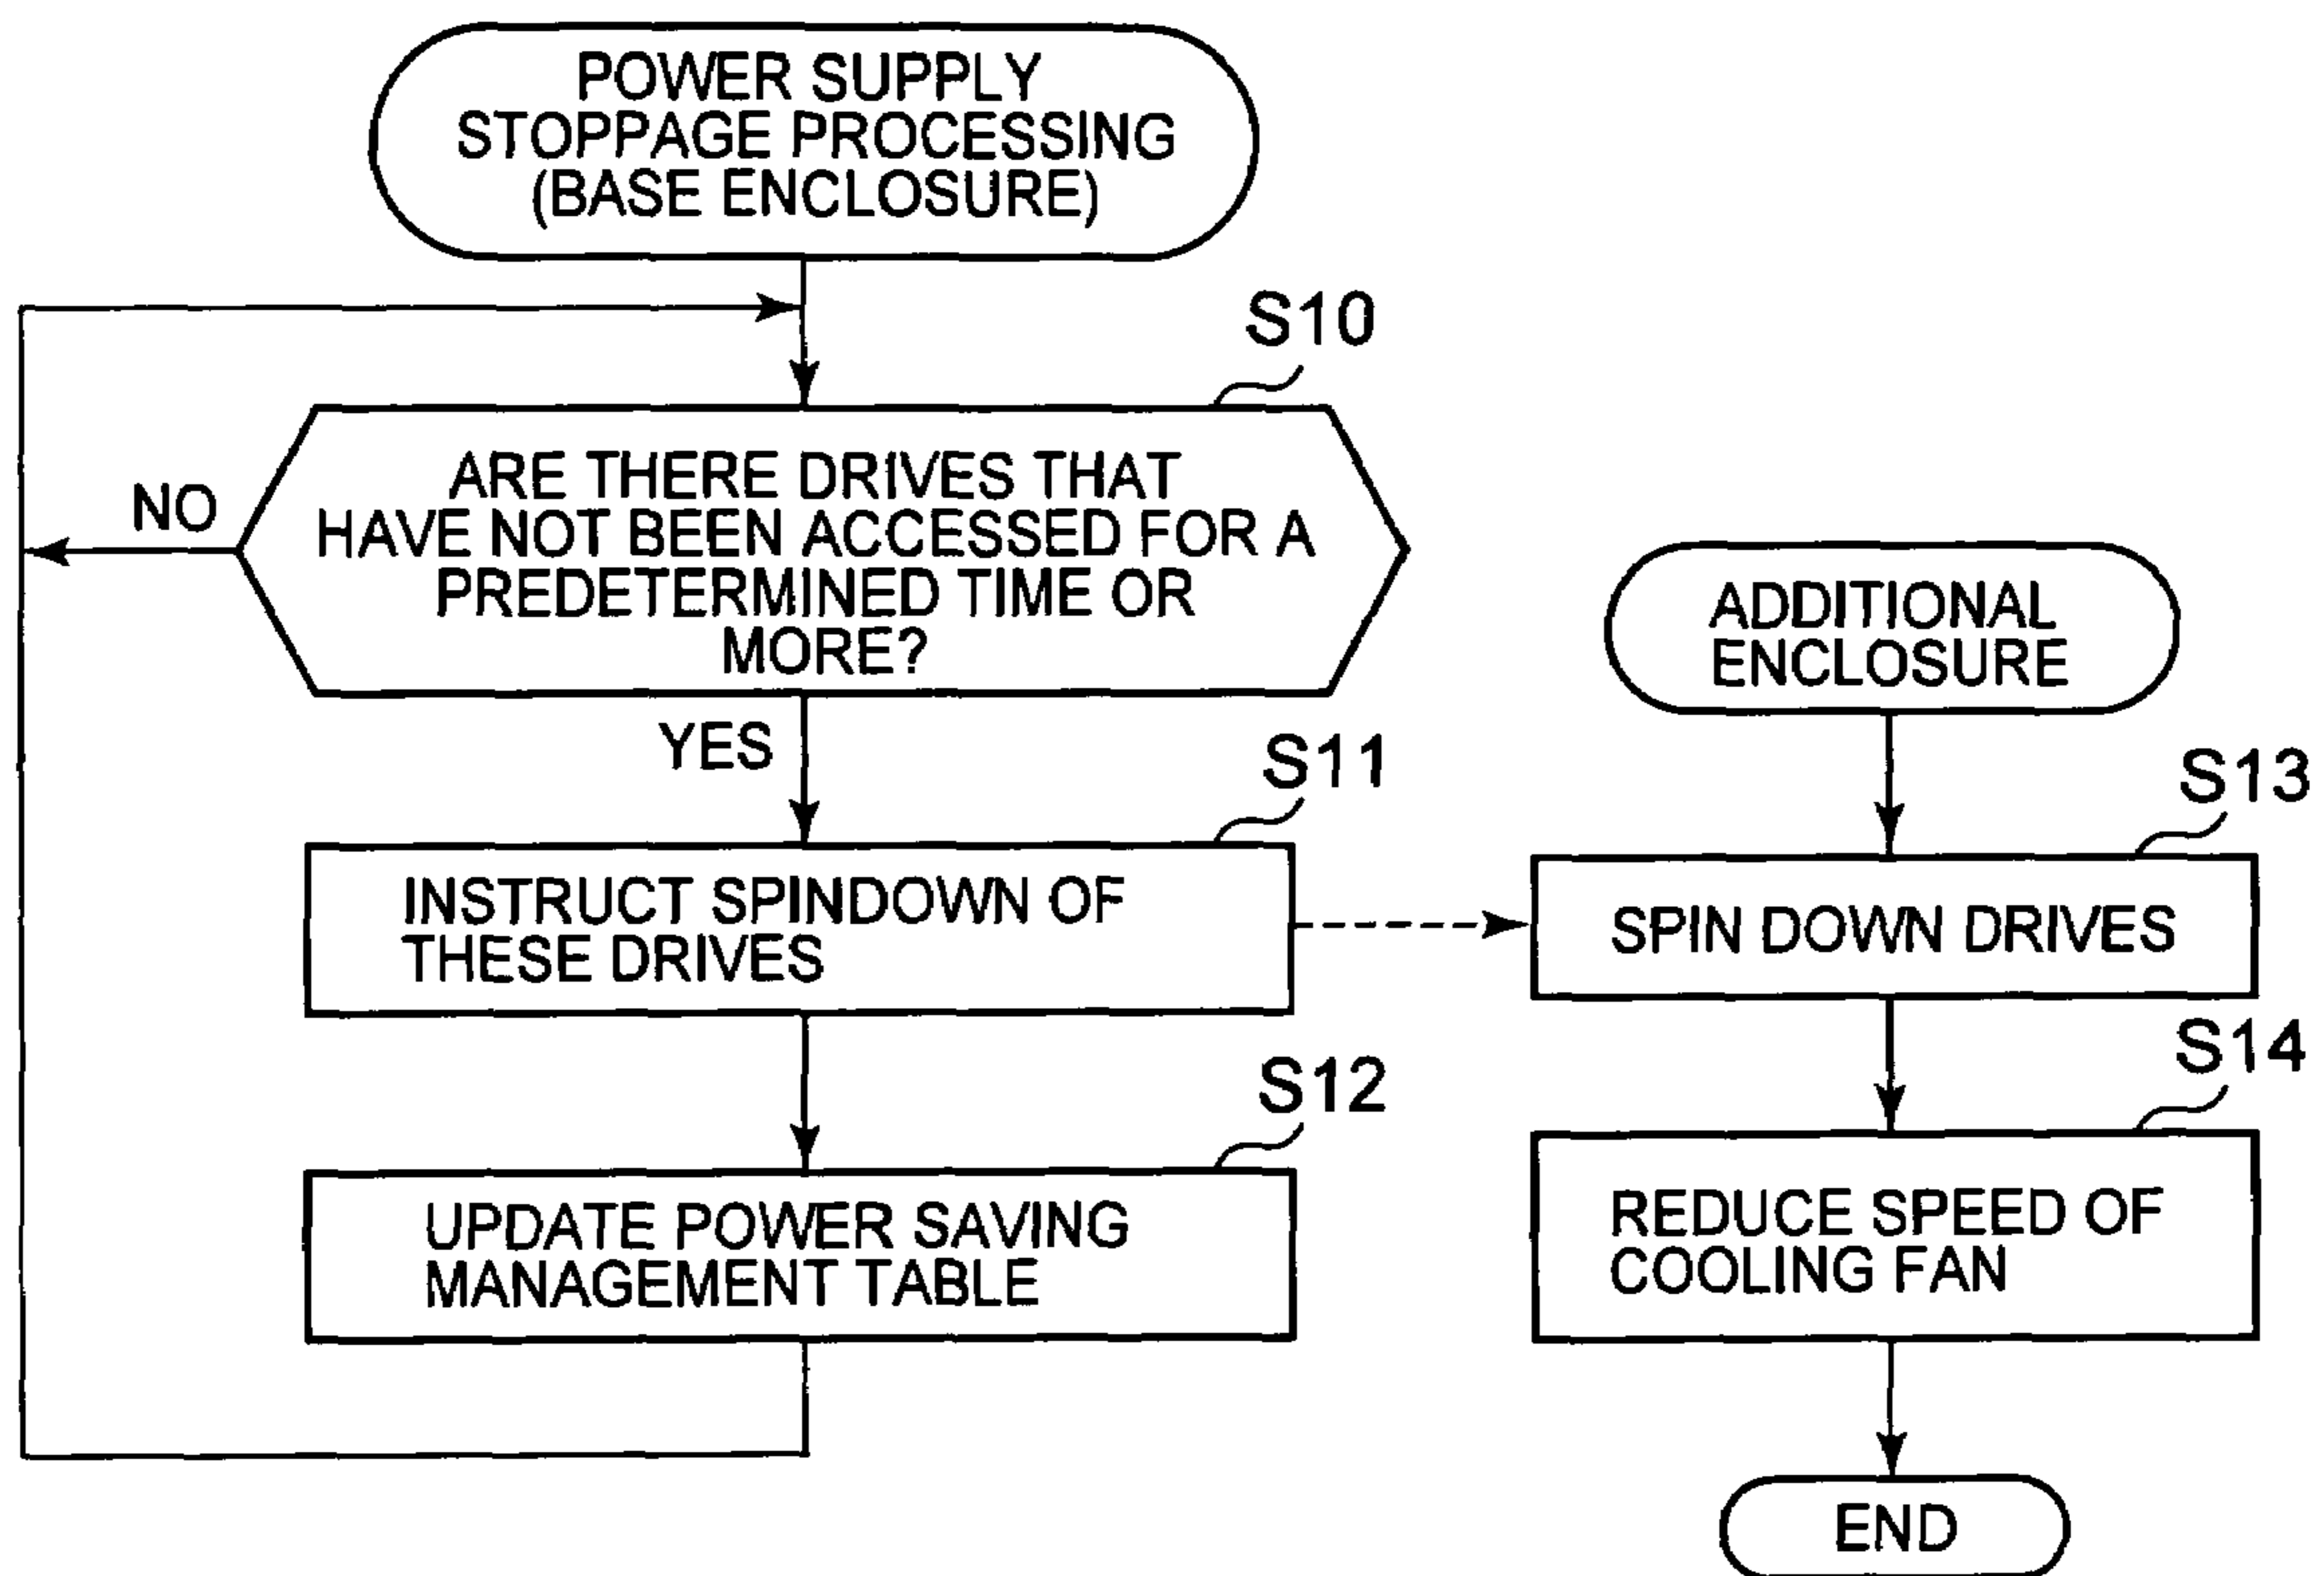 POWER SUPPLY
STOPPAGE PROCESSING
(BASE ENCLOSURE)
S10
ARE THERE DRIVES THAT
HAVE NOT BEEN ACCESSED FOR A
PREDETERMINED TIME OR
MORE?
NO
YES
S11
INSTRUCT SPINDOWN OF
THESE DRIVES
S12
UPDATE POWER SAVING
MANAGEMENT TABLE
ADDITIONAL
ENCLOSURE
S13
SPIN DOWN DRIVES
S14
REDUCE SPEED OF
COOLING FAN
END